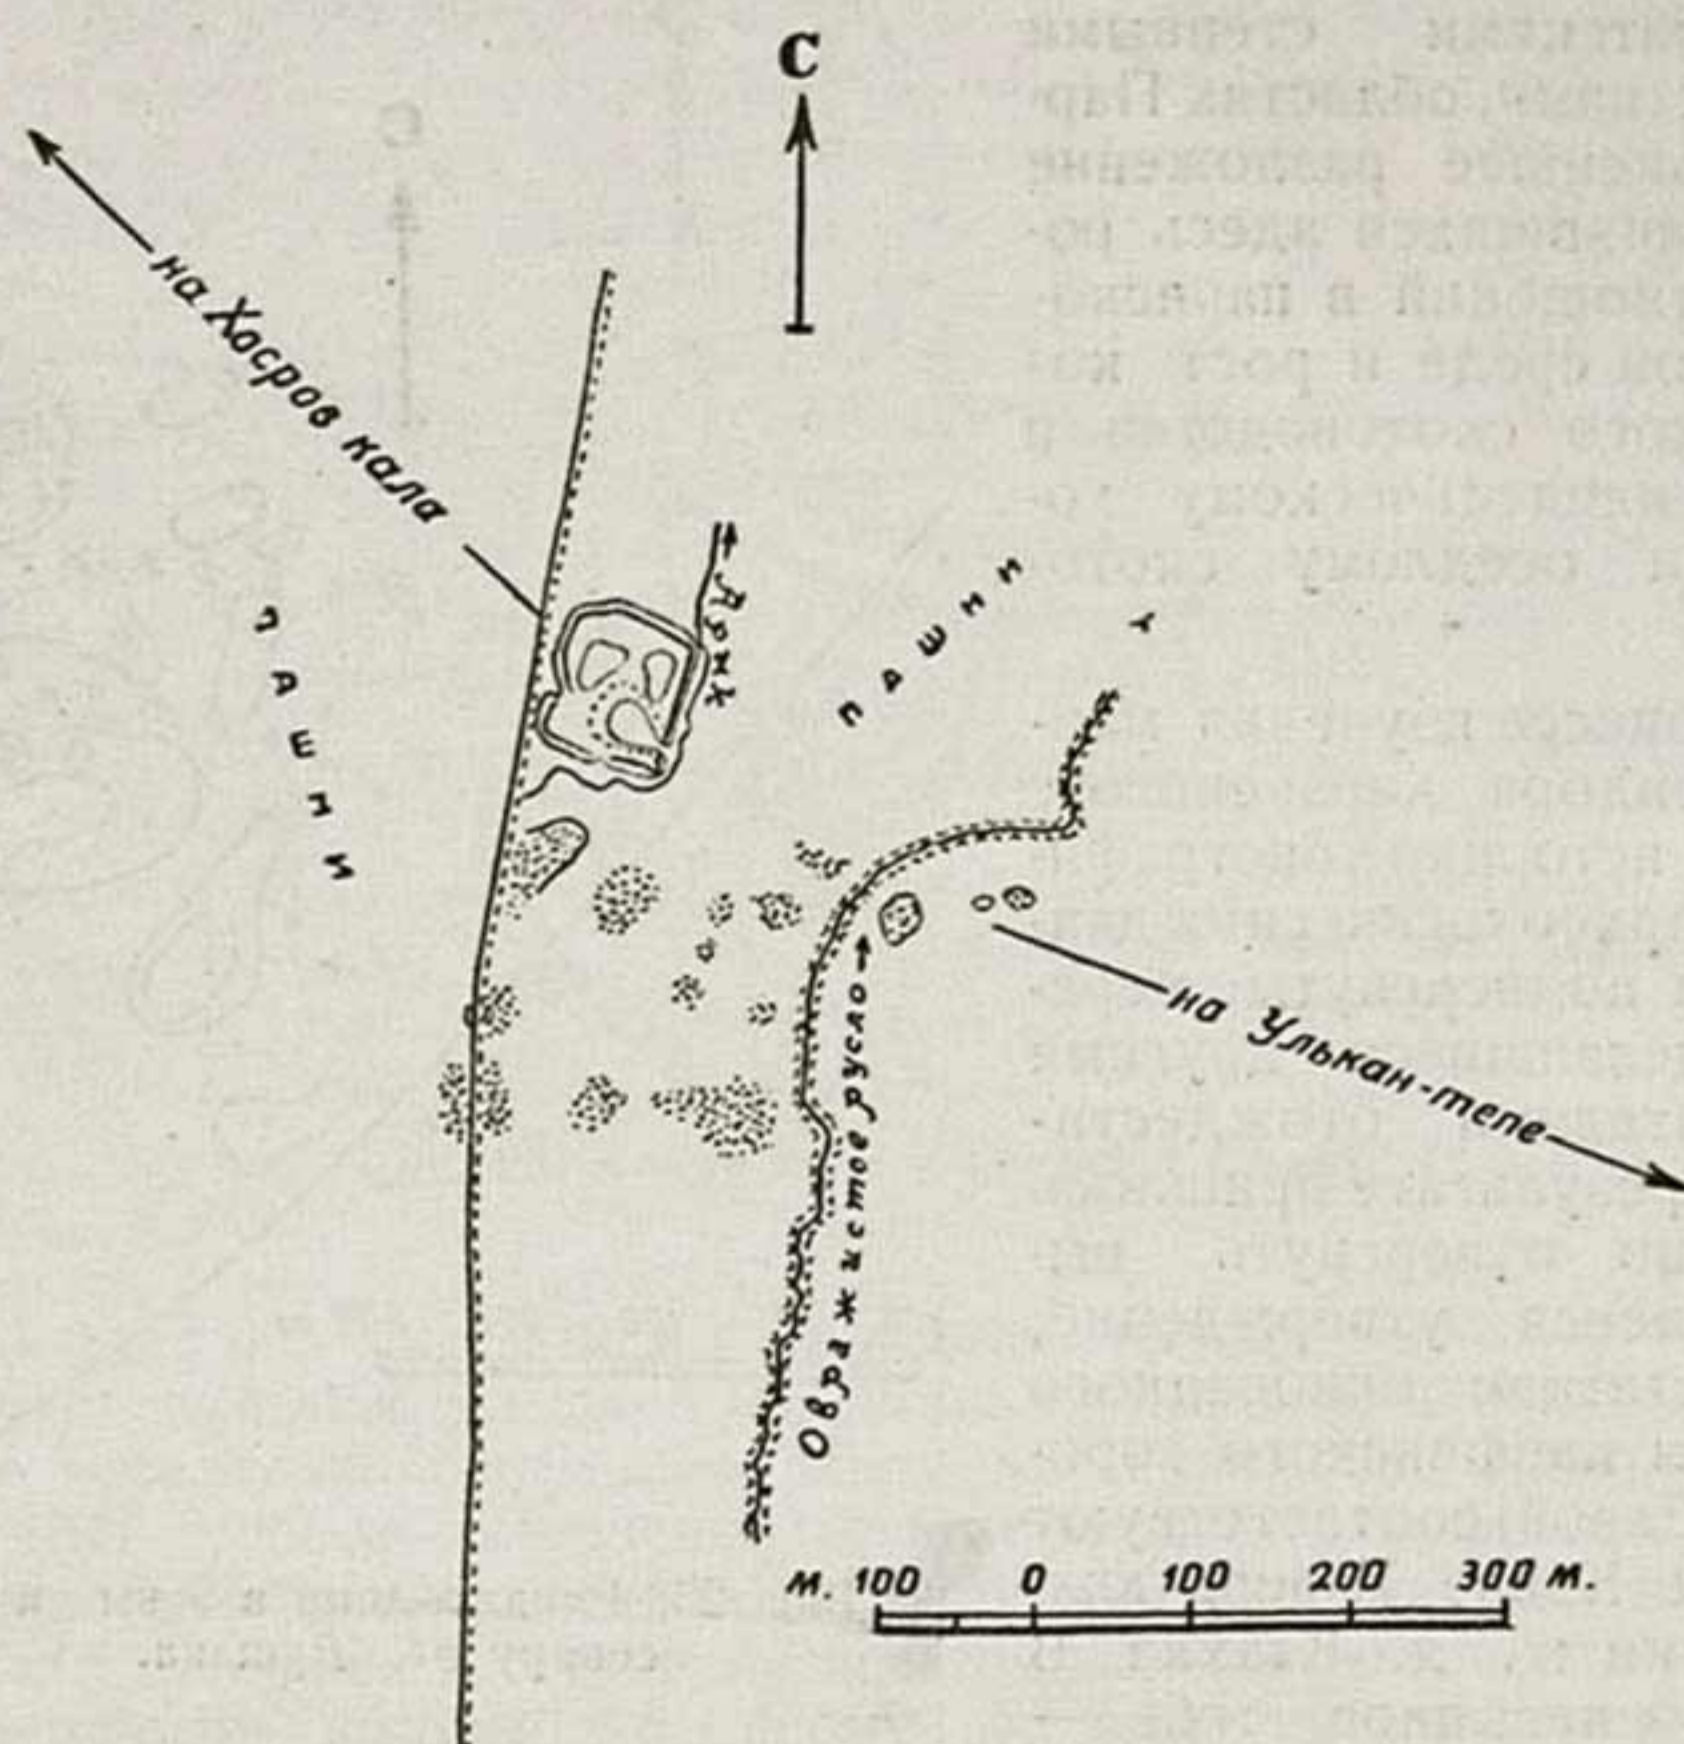 С
на Хосров кала
Арык
ПАШНИ
ПАШНИ
на Улькан-тепе
Овражистое русло
м. 100 0 100 200 300 м.